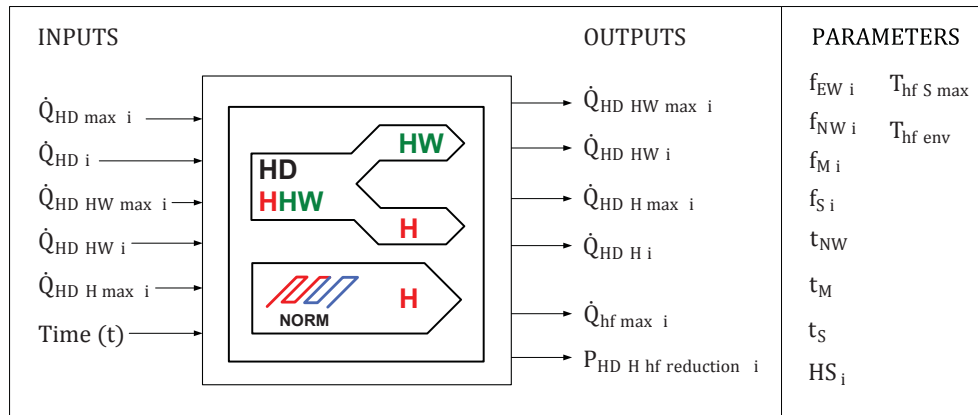 INPUTS
Q̇HD max i
Q̇HD i
Q̇HD HW max i
Q̇HD HW i
Q̇HD H max i
Time (t)
HD
HHW
HW
H
NORM
H
OUTPUTS
Q̇HD HW max i
Q̇HD HW i
Q̇HD H max i
Q̇HD H i
Q̇hf max i
PHD H hf reduction i
PARAMETERS
fEW i
fNW i
fM i
fS i
tNW
tM
tS
HS i
Thf S max
Thf env